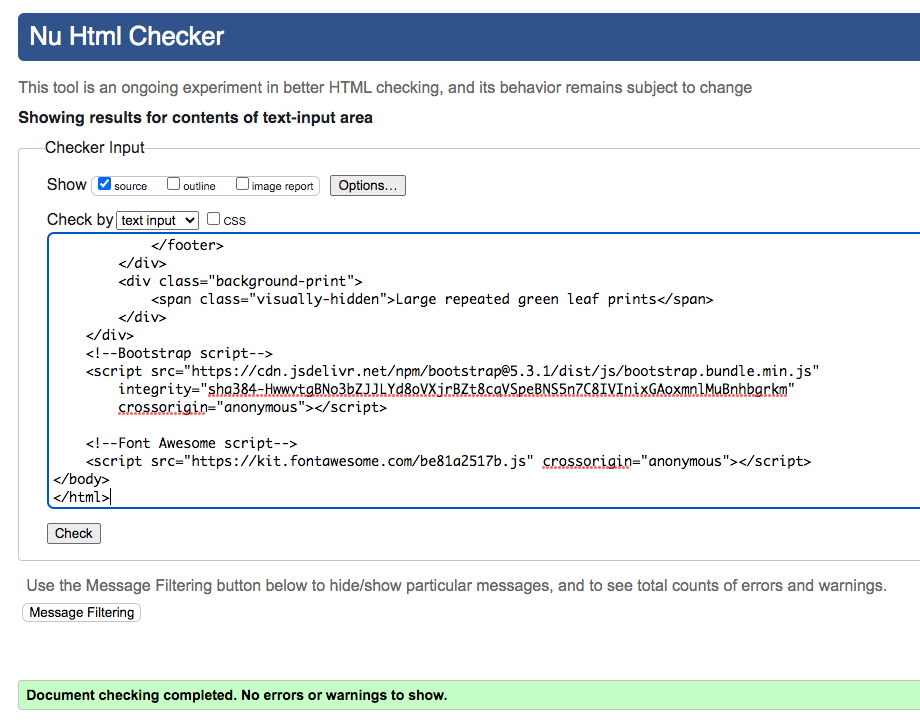 Nu Html Checker
This tool is an ongoing experiment in better HTML checking, and its behavior remains subject to change
Showing results for contents of text-input area
Checker Input
Show source outline image report Options...
Check by text input CSS
</footer>
</div>
<div class="background-print">
<span class="visually-hidden">Large repeated green leaf prints</span>
</div>
</div>
<!--Bootstrap script-->
<script src="https://cdn.jsdelivr.net/npm/bootstrap@5.3.1/dist/js/bootstrap.bundle.min.js"
integrity="sha384-HwwvtgBNo3bZJJLYd8oVXjrBZt8cqVSpeBNS5n7C8IVInixGAoxmnlMuBnhbgrkm"
crossorigin="anonymous"></script>
<!--Font Awesome script-->
<script src="https://kit.fontawesome.com/be81a2517b.js" crossorigin="anonymous"></script>
</body>
</html>
Check
Use the Message Filtering button below to hide/show particular messages, and to see total counts of errors and warnings.
Message Filtering
Document checking completed. No errors or warnings to show.